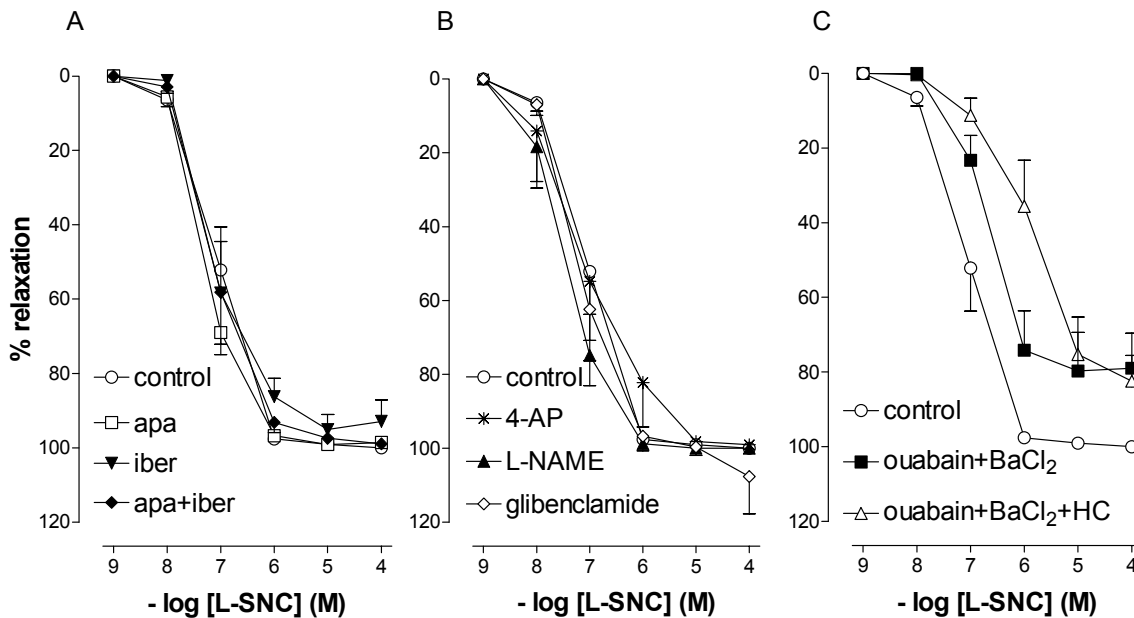 A
B
C
% relaxation
0
20
40
60
80
100
120
control
apa
iber
apa+iber
9 8 7 6 5 4
- log [L-SNC] (M)
0
20
40
60
80
100
120
control
4-AP
L-NAME
glibenclamide
9 8 7 6 5 4
- log [L-SNC] (M)
0
20
40
60
80
100
120
control
ouabain+BaCl₂
ouabain+BaCl₂+HC
9 8 7 6 5 4
- log [L-SNC] (M)